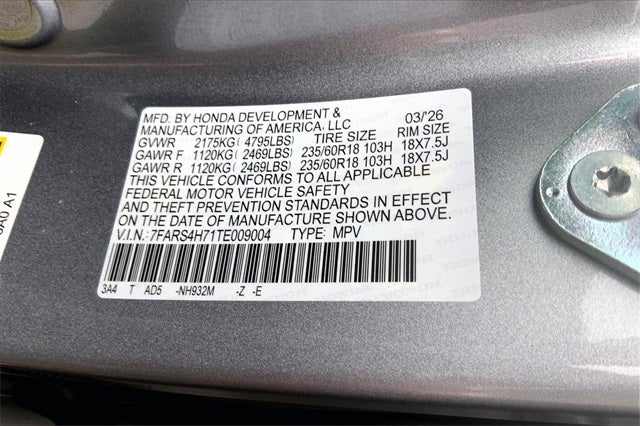 MFD. BY HONDA DEVELOPMENT &
MANUFACTURING OF AMERICA, LLC 03/'26
GVWR 2175KG( 4795LBS) TIRE SIZE RIM SIZE
GAWR F 1120KG( 2469LBS) 235/60R18 103H 18X7.5J
GAWR R 1120KG( 2469LBS) 235/60R18 103H 18X7.5J
THIS VEHICLE CONFORMS TO ALL APPLICABLE
FEDERAL MOTOR VEHICLE SAFETY
AND THEFT PREVENTION STANDARDS IN EFFECT
ON THE DATE OF MANUFACTURE SHOWN ABOVE.
V.I.N.: 7FARS4H71TE009004 TYPE: MPV
3A4 T AD5 -NH932M -Z -E
A0 A1